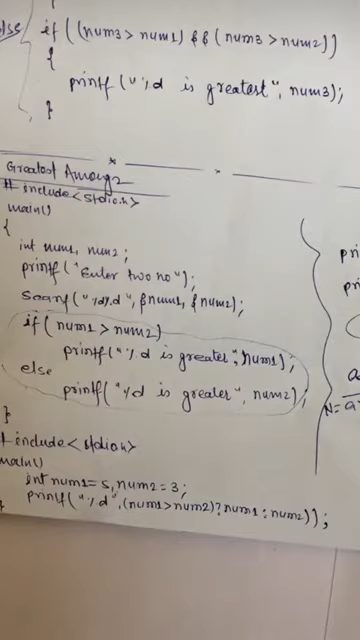 else
if ((num3 > num1) && (num3 > num2))
{
printf ("%d is greatest", num3);
}
Greatest Among 2
# include <stdio.h>
main()
{
int num1, num2;
printf ("Enter two no");
scanf ("%d%d", &num1, &num2);
if (num1 > num2)
printf ("%d is greater", num1);
else
printf ("%d is greater", num2);
}
# include <stdio.h>
main()
int num1 = 5, num2 = 3;
printf ("%d", (num1 > num2) ? num1 : num2));
pri
pri
N =